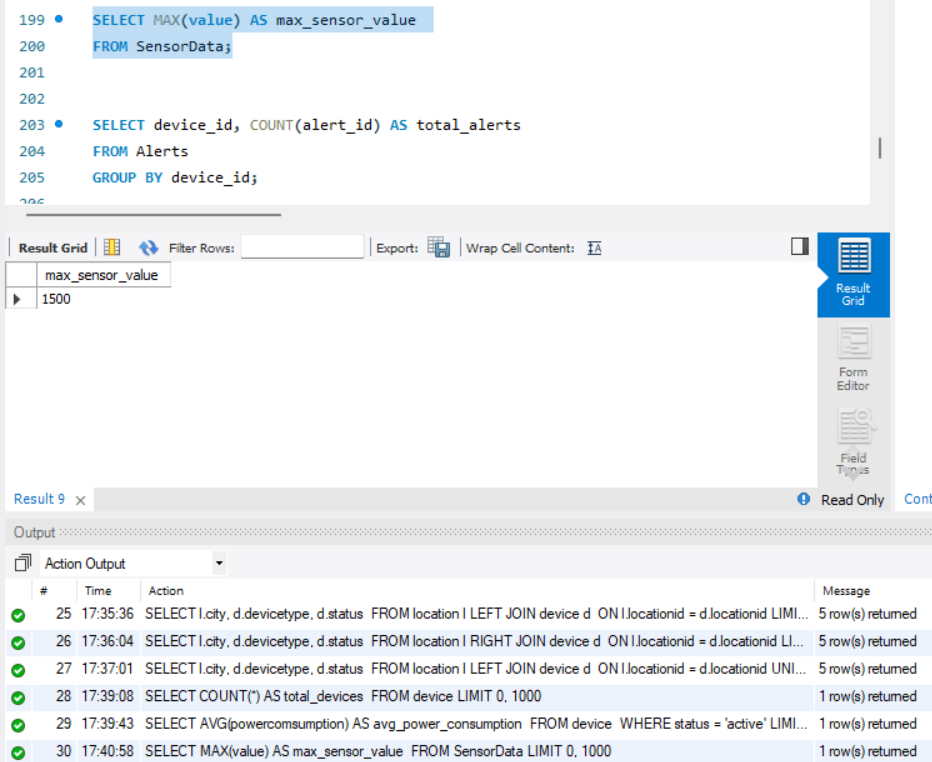 199 SELECT MAX(value) AS max_sensor_value
200 FROM SensorData;
201
202
203 SELECT device_id, COUNT(alert_id) AS total_alerts
204 FROM Alerts
205 GROUP BY device_id;
206
Result Grid Filter Rows: Export: Wrap Cell Content:
max_sensor_value
1500
Result
Grid
Form
Editor
Field
Types
Result 9 Read Only Cont
Output
Action Output
# Time Action Message
25 17:35:36 SELECT l.city, d.devicetype, d.status FROM location l LEFT JOIN device d ON l.locationid = d.locationid LIMI... 5 row(s) returned
26 17:36:04 SELECT l.city, d.devicetype, d.status FROM location l RIGHT JOIN device d ON l.locationid = d.locationid LI... 5 row(s) returned
27 17:37:01 SELECT l.city, d.devicetype, d.status FROM location l LEFT JOIN device d ON l.locationid = d.locationid UNI... 5 row(s) returned
28 17:39:08 SELECT COUNT(*) AS total_devices FROM device LIMIT 0, 1000 1 row(s) returned
29 17:39:43 SELECT AVG(powercomsumption) AS avg_power_consumption FROM device WHERE status = 'active' LIMI... 1 row(s) returned
30 17:40:58 SELECT MAX(value) AS max_sensor_value FROM SensorData LIMIT 0, 1000 1 row(s) returned